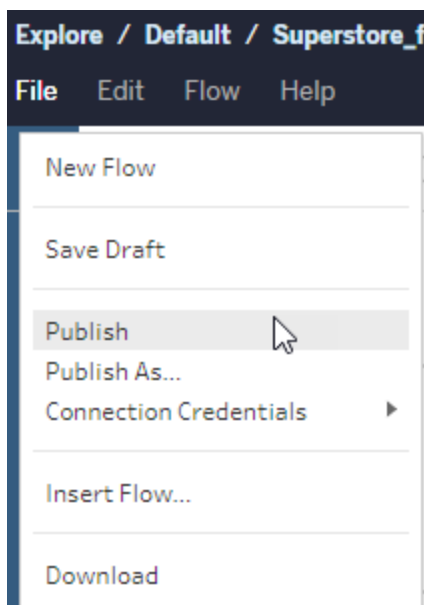 Explore / Default / Superstore_f
File Edit Flow Help
New Flow
Save Draft
Publish
Publish As...
Connection Credentials
Insert Flow...
Download